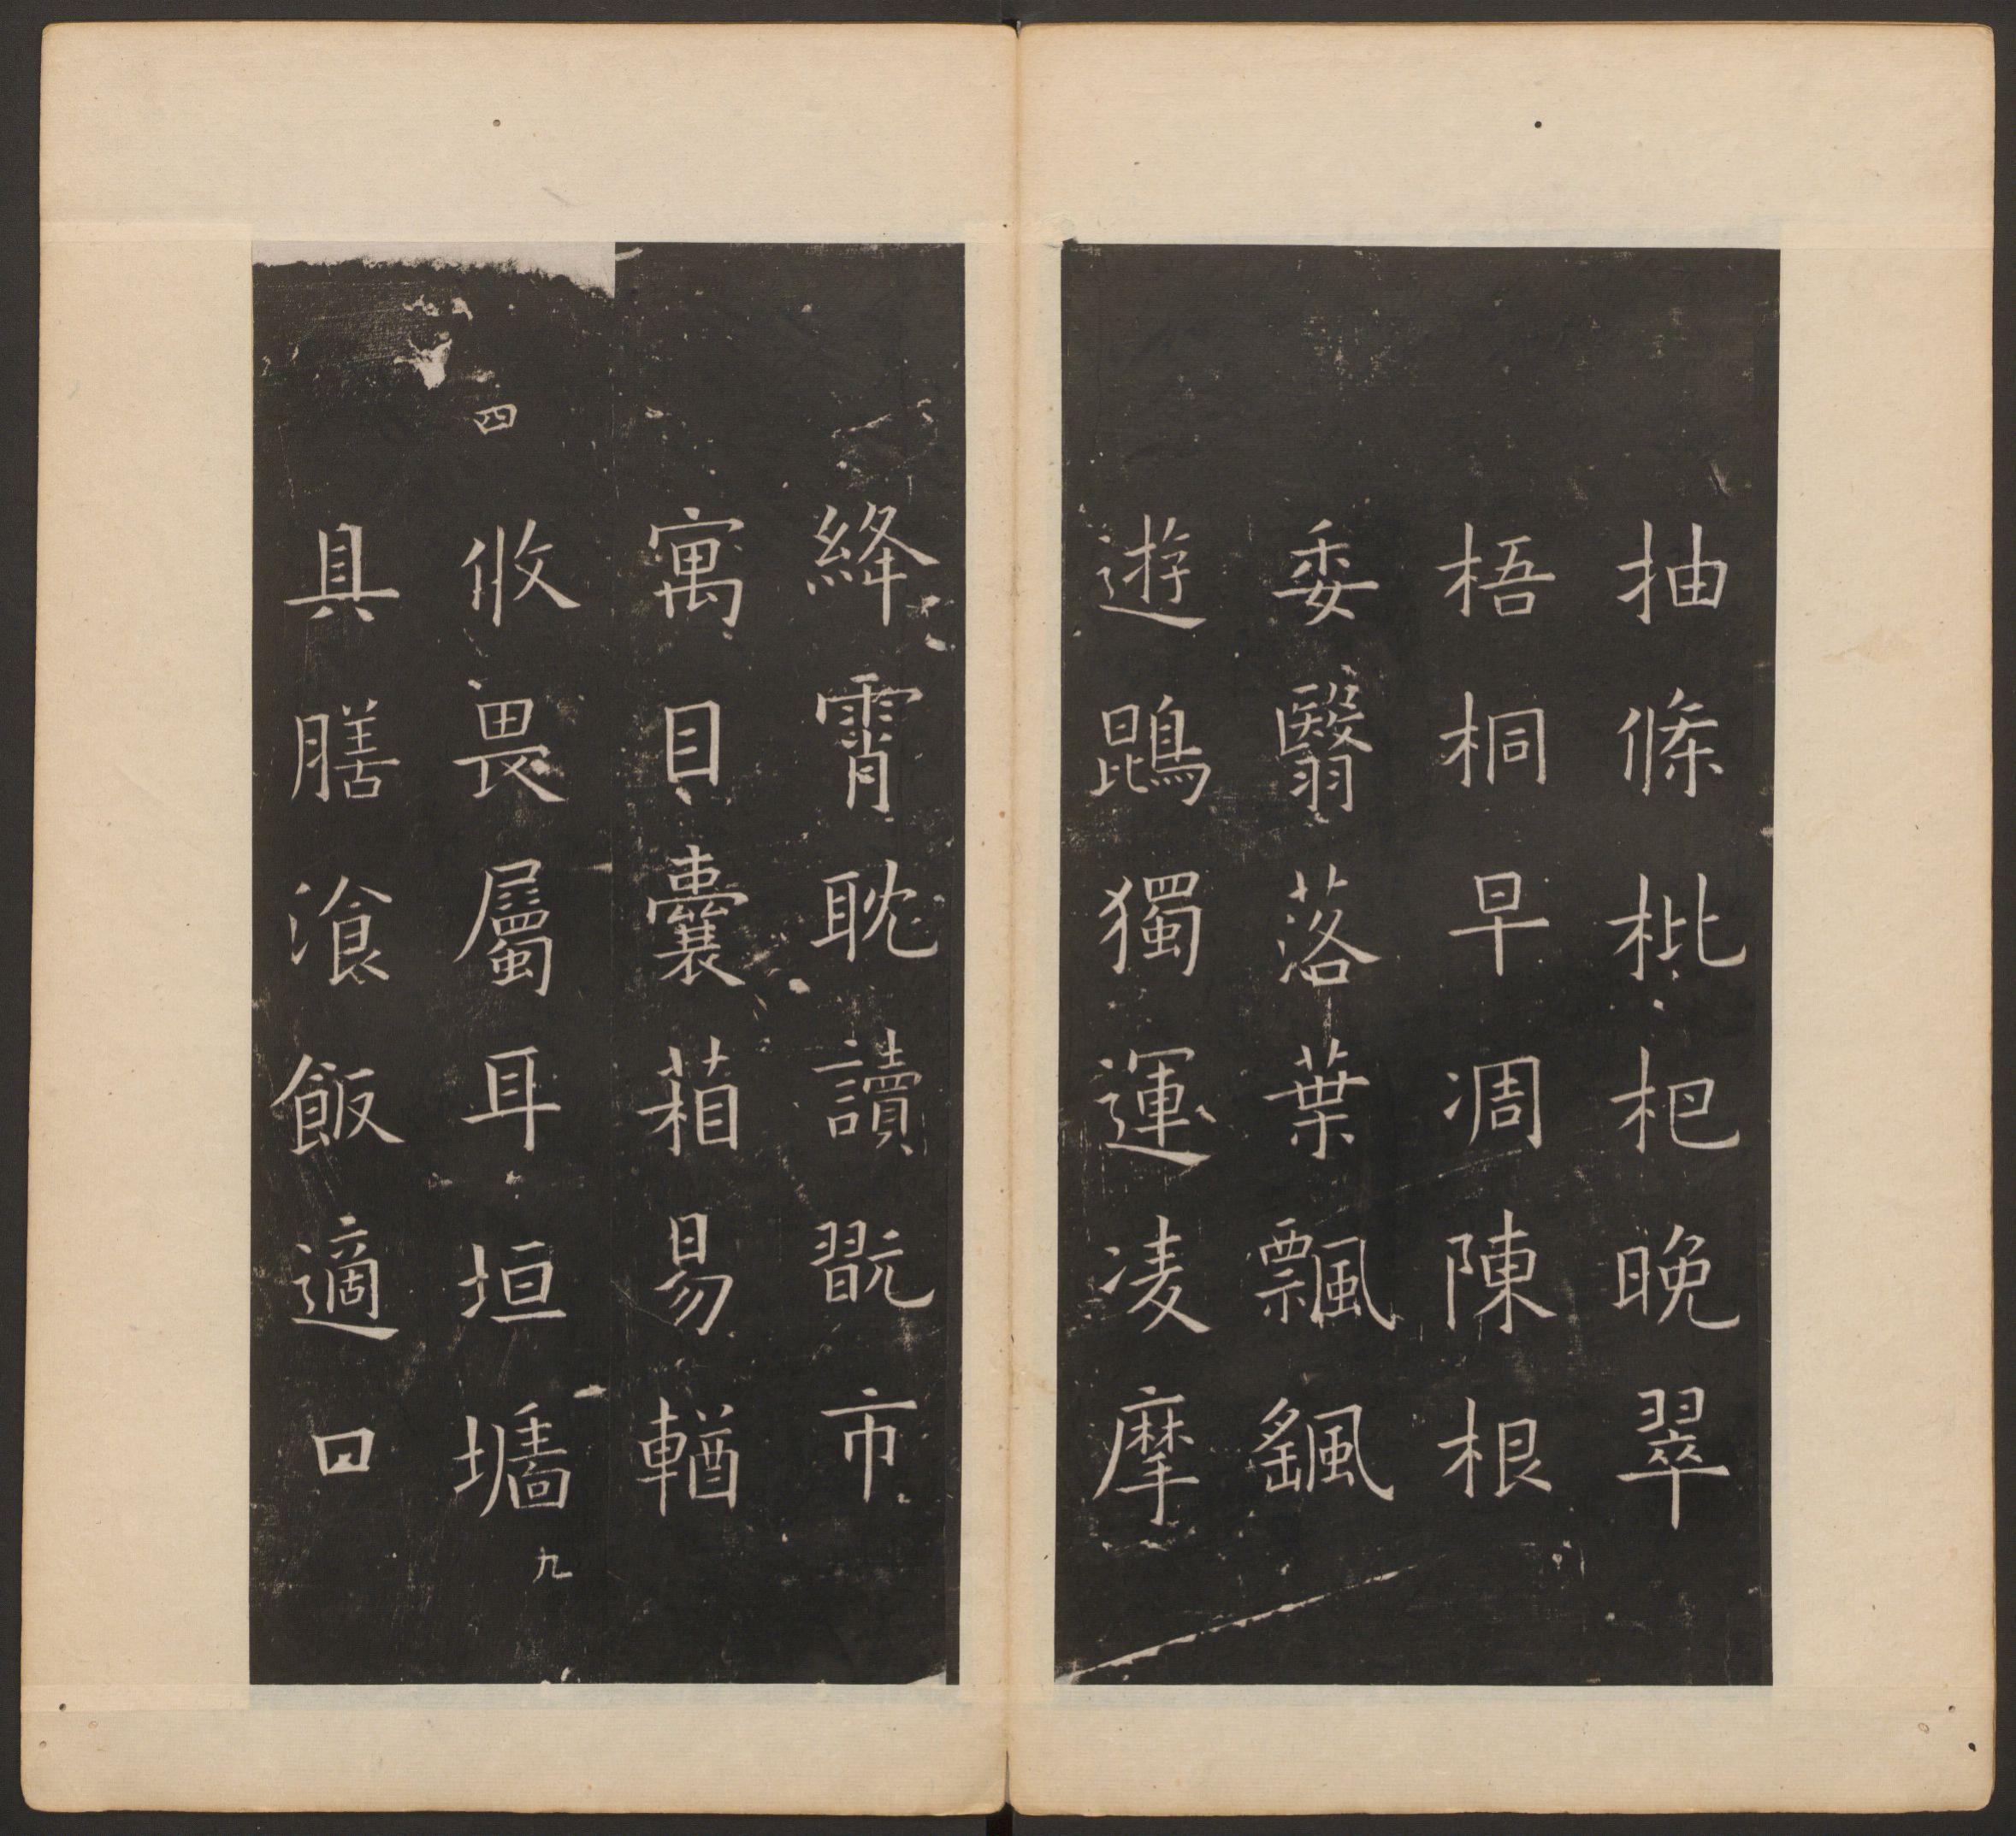 抽條枇杷晚翠
梧桐早凋陳根
委翳落葉飄颻
遊鵾獨運凌摩
絳霄耽讀翫市
寓目囊葙易輶
攸畏屬耳垣墻
具膳湌飯適口
四
九